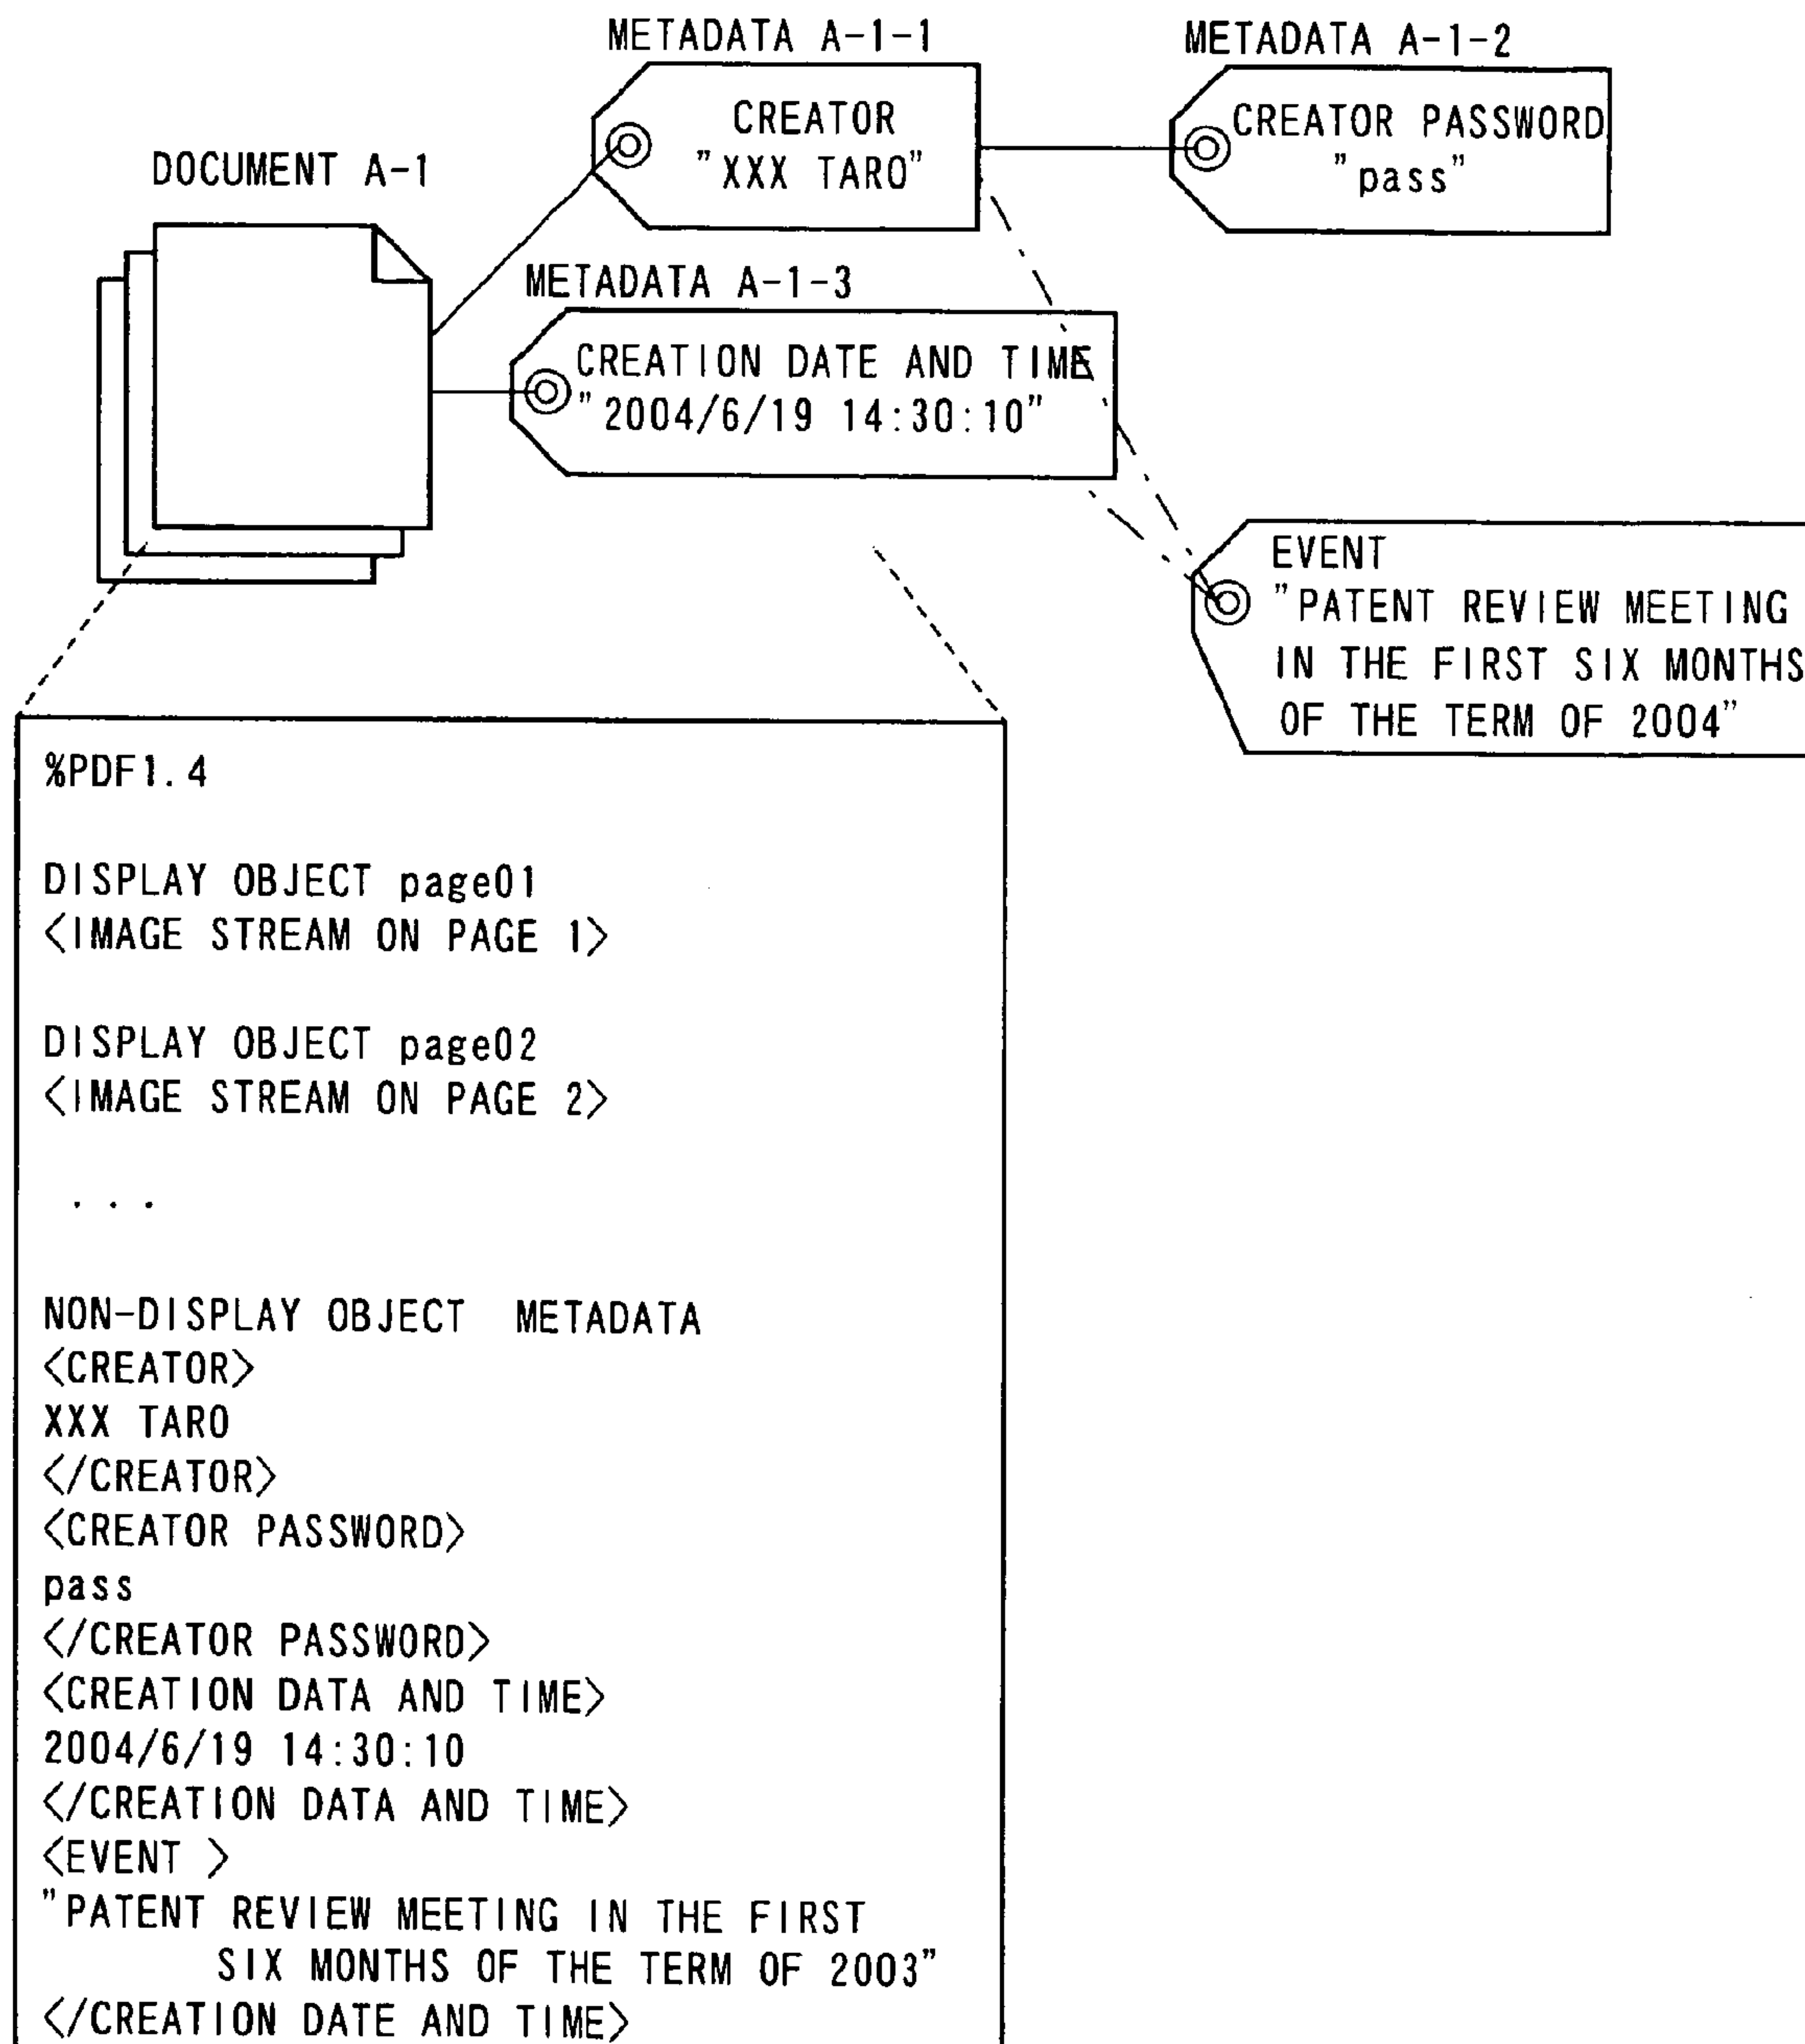 METADATA A-1-1
METADATA A-1-2
CREATOR
"XXX TARO"
CREATOR PASSWORD
"pass"
DOCUMENT A-1
METADATA A-1-3
CREATION DATE AND TIME
"2004/6/19 14:30:10"
EVENT
"PATENT REVIEW MEETING
IN THE FIRST SIX MONTHS
OF THE TERM OF 2004"
%PDF1.4
DISPLAY OBJECT page01
<IMAGE STREAM ON PAGE 1>
DISPLAY OBJECT page02
<IMAGE STREAM ON PAGE 2>
...
NON-DISPLAY OBJECT METADATA
<CREATOR>
XXX TARO
</CREATOR>
<CREATOR PASSWORD>
pass
</CREATOR PASSWORD>
<CREATION DATA AND TIME>
2004/6/19 14:30:10
</CREATION DATA AND TIME>
<EVENT >
"PATENT REVIEW MEETING IN THE FIRST
SIX MONTHS OF THE TERM OF 2003"
</CREATION DATE AND TIME>